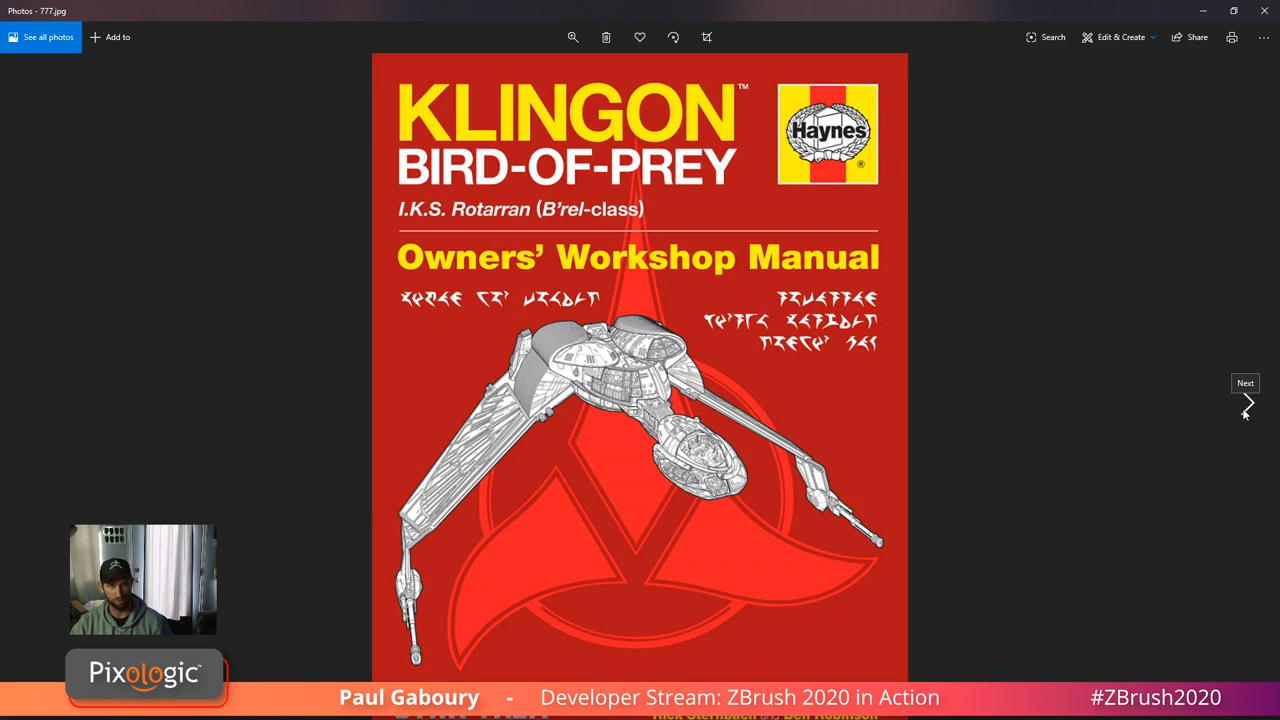 Photos - 777.jpg
See all photos
Add to
Search
Edit & Create
Share
KLINGON™
BIRD-OF-PREY
Haynes®
I.K.S. Rotarran (B'rel-class)
Owners' Workshop Manual
Next
Pixologic™
Paul Gaboury - Developer Stream: ZBrush 2020 in Action #ZBrush2020